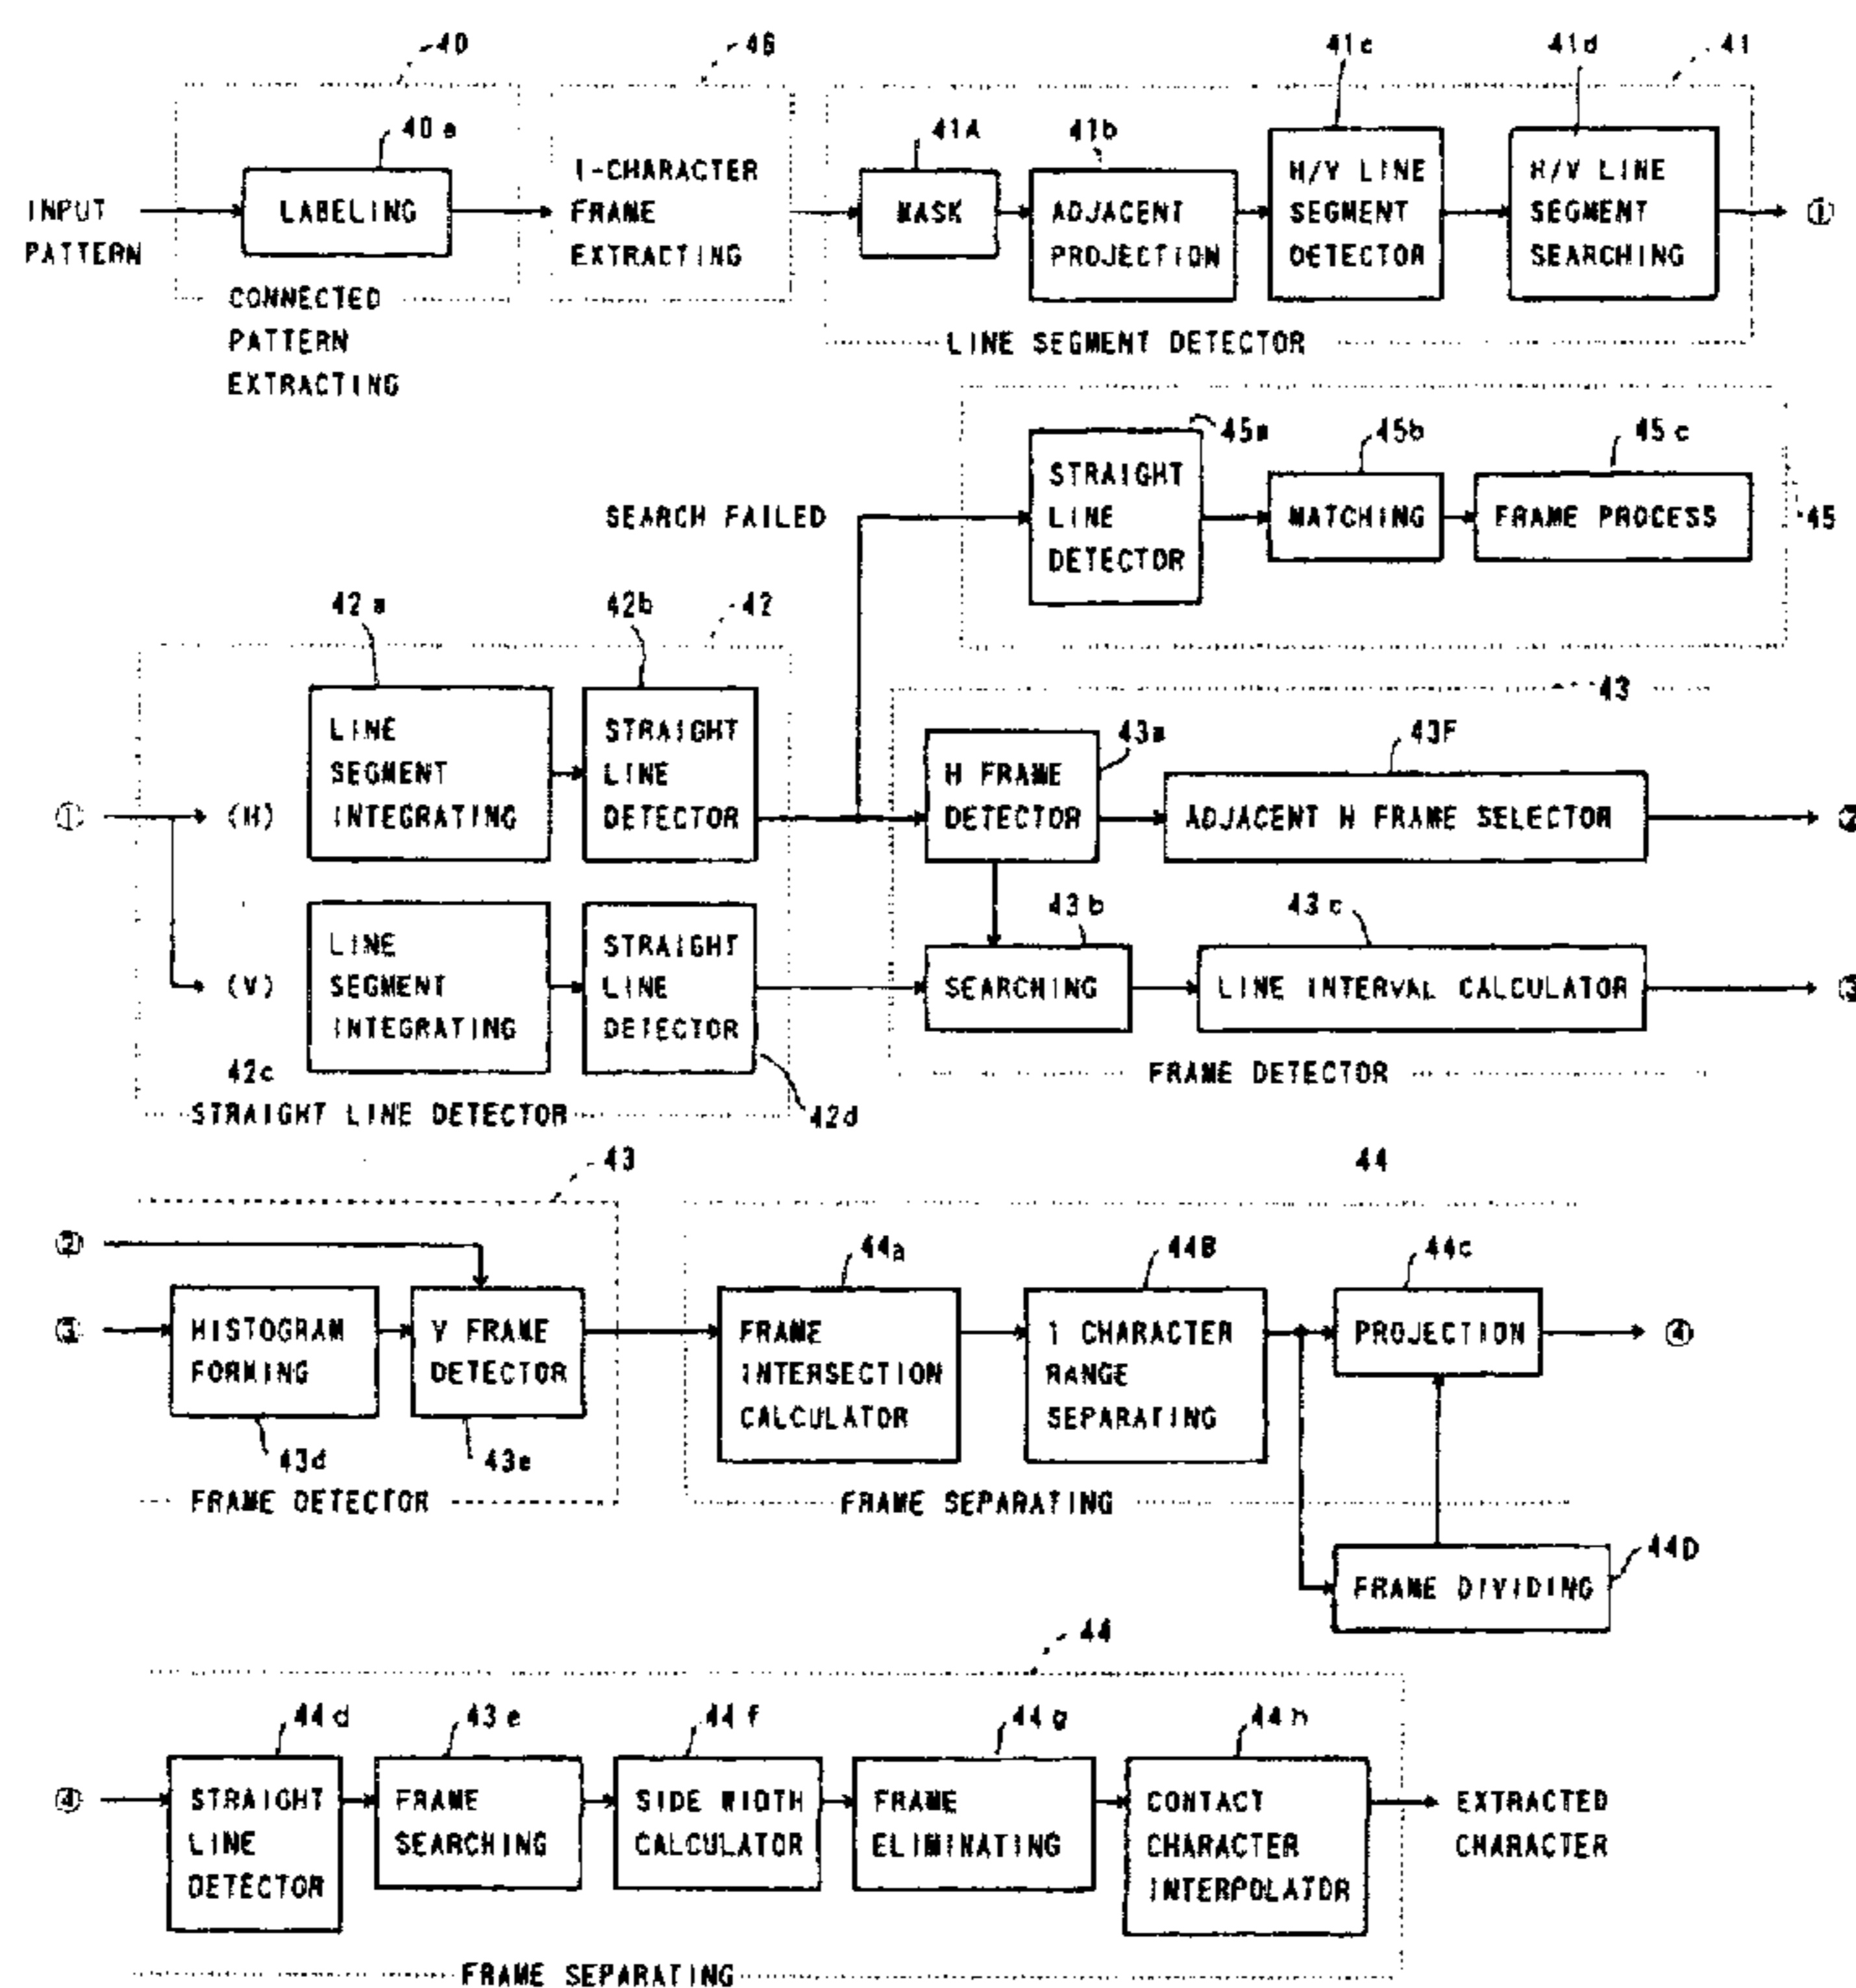 40
46
41c
41d
41
40a
41A
41b
INPUT
PATTERN
LABELING
1-CHARACTER
FRAME
EXTRACTING
MASK
ADJACENT
PROJECTION
H/V LINE
SEGMENT
DETECTOR
H/V LINE
SEGMENT
SEARCHING
①
CONNECTED
PATTERN
EXTRACTING
LINE SEGMENT DETECTOR
45a
45b
45c
STRAIGHT
LINE
DETECTOR
MATCHING
FRAME PROCESS
45
SEARCH FAILED
42a
42b
42
43
①
(H)
LINE
SEGMENT
INTEGRATING
STRAIGHT
LINE
DETECTOR
43a
43F
H FRAME
DETECTOR
ADJACENT H FRAME SELECTOR
②
(V)
LINE
SEGMENT
INTEGRATING
STRAIGHT
LINE
DETECTOR
43b
43c
SEARCHING
LINE INTERVAL CALCULATOR
③
42c
STRAIGHT LINE DETECTOR
42d
FRAME DETECTOR
43
44
②
③
HISTOGRAM
FORMING
V FRAME
DETECTOR
43d
43e
FRAME DETECTOR
44a
44B
44c
FRAME
INTERSECTION
CALCULATOR
1 CHARACTER
RANGE
SEPARATING
PROJECTION
④
FRAME SEPARATING
44D
FRAME DIVIDING
44
44d
43e
44f
44g
44h
④
STRAIGHT
LINE
DETECTOR
FRAME
SEARCHING
SIDE WIDTH
CALCULATOR
FRAME
ELIMINATING
CONTACT
CHARACTER
INTERPOLATOR
EXTRACTED
CHARACTER
FRAME SEPARATING